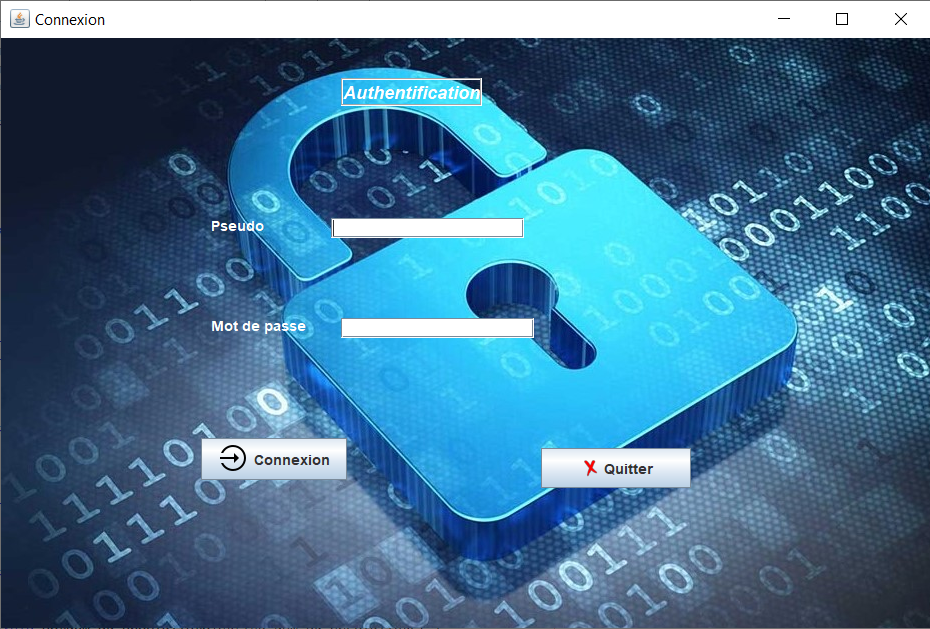 Connexion
Authentification
Pseudo
Mot de passe
Connexion
Quitter